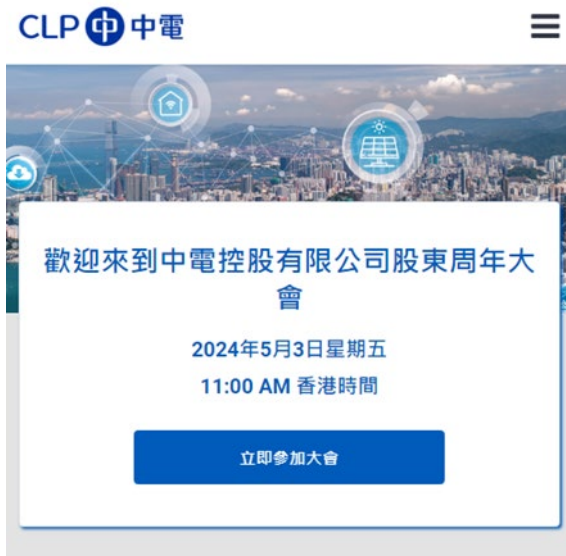 CLP 中電
歡迎來到中電控股有限公司股東周年大
會
2024年5月3日星期五
11:00 AM 香港時間
立即參加大會